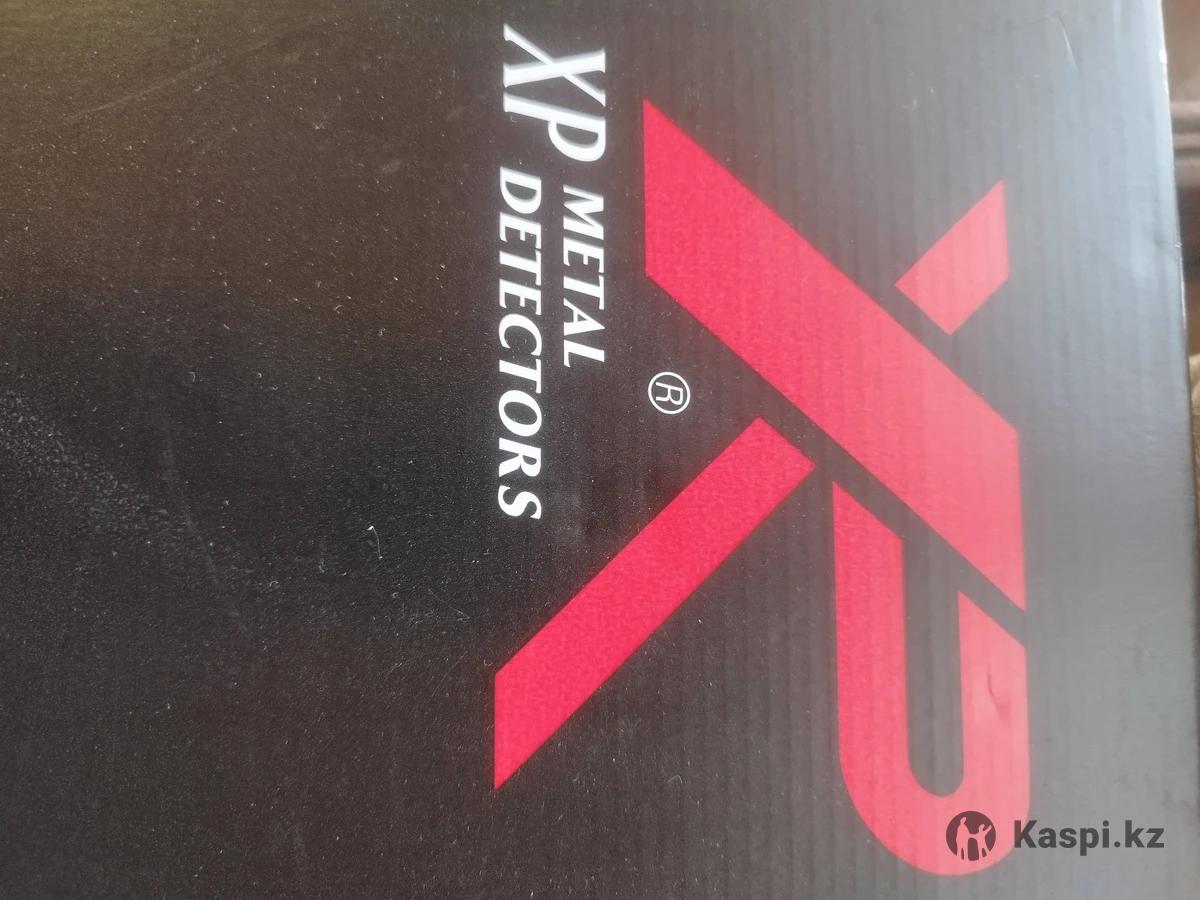 XP
®
XP METAL
DETECTORS
Kaspi.kz